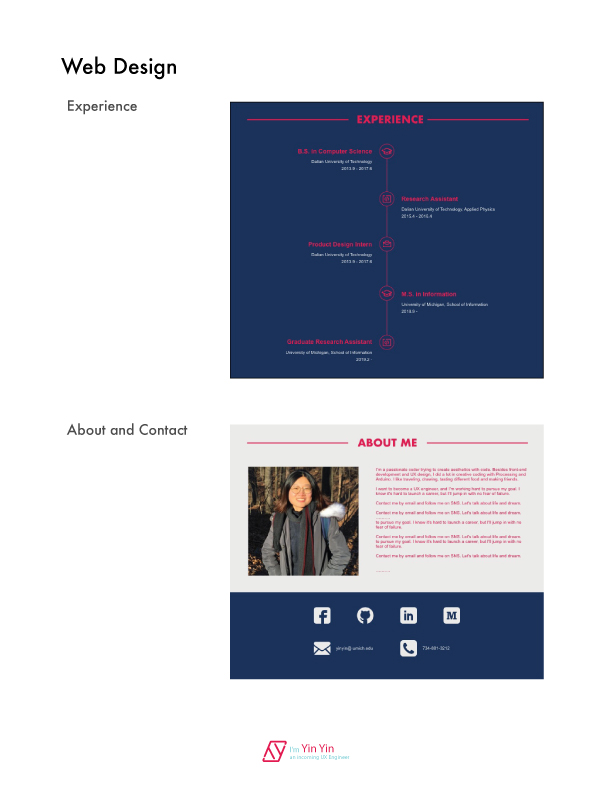 Web Design
Experience
EXPERIENCE
M.S. in Computer Science
Dalian University of Technology
2013.9 - 2017.6
Research Assistant
Dalian University of Technology, Applied Physics
2015.4 - 2016.4
Product Design Intern
Dalian University of Technology
2013.9 - 2017.6
M.S. in Information
University of Michigan, School of Information
2018.9 -
Graduate Research Assistant
University of Michigan, School of Information
2019.2 -
About and Contact
ABOUT ME
I'm a passionate coder trying to create aesthetics with code. Besides front-end
development and UX design, I did a lot in creative coding with Processing and
Arduino. I like traveling, drawing, tasting different food and making friends.
I want to become a UX engineer, and I'm working hard to pursue my goal. I
know it's hard to launch a career, but I'll jump in with no fear of failure.
Contact me by email and follow me on SNS. Let's talk about life and dream.
Contact me by email and follow me on SNS. Let's talk about life and dream.
to pursue my goal. I know it's hard to launch a career, but I'll jump in with no
fear of failure.
Contact me by email and follow me on SNS. Let's talk about life and dream.
to pursue my goal. I know it's hard to launch a career, but I'll jump in with no
fear of failure.
Contact me by email and follow me on SNS. Let's talk about life and dream.
yinyin@umich.edu
734-881-3212
I'm Yin Yin
an incoming UX Engineer